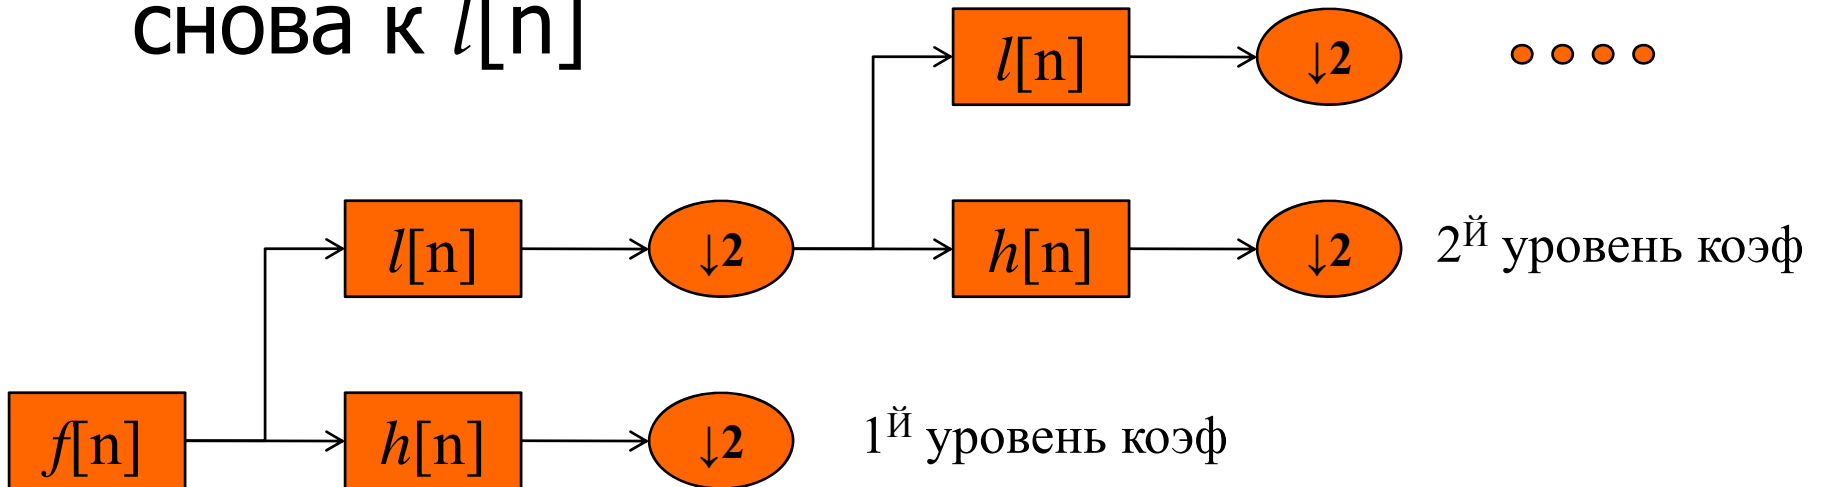 снова к l[n]
l[n] ↓2
l[n] ↓2 h[n] ↓2 2й уровень коэф
f[n] h[n] ↓2 1й уровень коэф